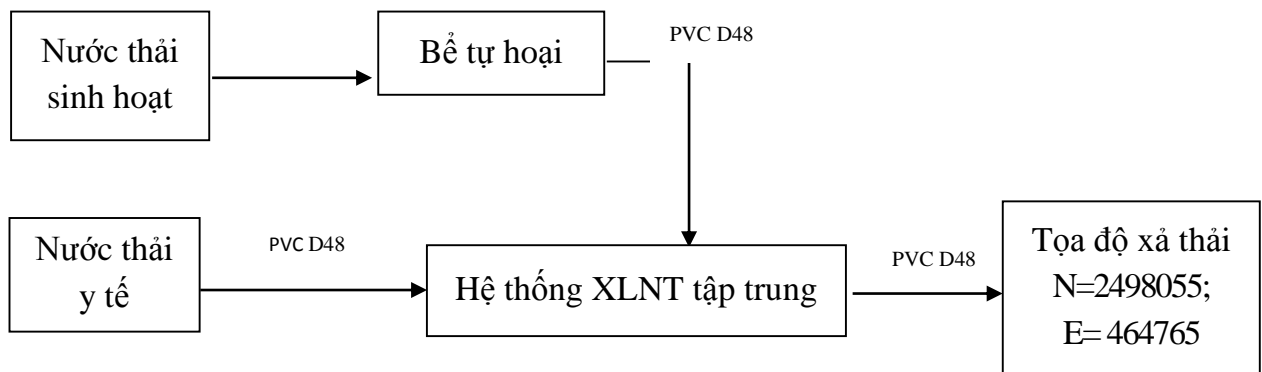 Nước thải
sinh hoạt
Bể tự hoại
PVC D48
Nước thải
y tế
PVC D48
Hệ thống XLNT tập trung
PVC D48
Tọa độ xả thải
N=2498055;
E= 464765